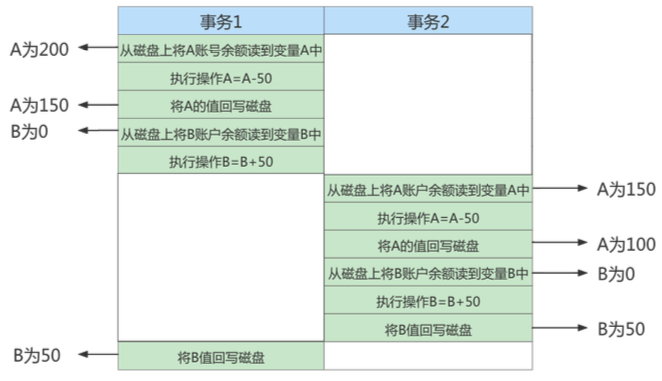 事务1 事务2
A为200 从磁盘上将A账号余额读到变量A中
执行操作A=A-50
A为150 将A的值回写磁盘
B为0 从磁盘上将B账户余额读到变量B中
执行操作B=B+50
从磁盘上将A账户余额读到变量A中 A为150
执行操作A=A-50
将A的值回写磁盘 A为100
从磁盘上将B账户余额读到变量B中 B为0
执行操作B=B+50
将B值回写磁盘 B为50
B为50 将B值回写磁盘